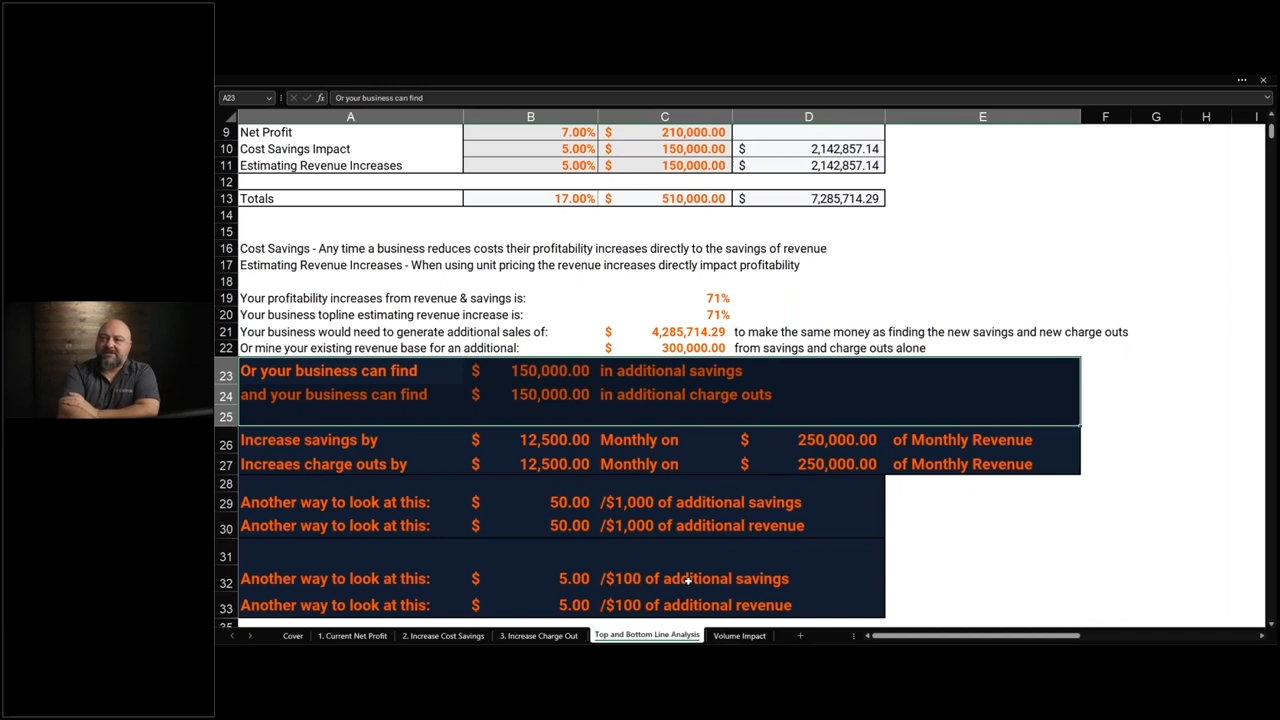 A23 fx Or your business can find
A B C D E F G H I
9 Net Profit 7.00% $ 210,000.00
10 Cost Savings Impact 5.00% $ 150,000.00 $ 2,142,857.14
11 Estimating Revenue Increases 5.00% $ 150,000.00 $ 2,142,857.14
12
13 Totals 17.00% $ 510,000.00 $ 7,285,714.29
14
15
16 Cost Savings - Any time a business reduces costs their profitability increases directly to the savings of revenue
17 Estimating Revenue Increases - When using unit pricing the revenue increases directly impact profitability
18
19 Your profitability increases from revenue & savings is: 71%
20 Your business topline estimating revenue increase is: 71%
21 Your business would need to generate additional sales of: $ 4,285,714.29 to make the same money as finding the new savings and new charge outs
22 Or mine your existing revenue base for an additional: $ 300,000.00 from savings and charge outs alone
23 Or your business can find $ 150,000.00 in additional savings
24 and your business can find $ 150,000.00 in additional charge outs
25
26 Increase savings by $ 12,500.00 Monthly on $ 250,000.00 of Monthly Revenue
27 Increaes charge outs by $ 12,500.00 Monthly on $ 250,000.00 of Monthly Revenue
28
29 Another way to look at this: $ 50.00 /$1,000 of additional savings
30 Another way to look at this: $ 50.00 /$1,000 of additional revenue
31
32 Another way to look at this: $ 5.00 /$100 of additional savings
33 Another way to look at this: $ 5.00 /$100 of additional revenue
Cover 1. Current Net Profit 2. Increase Cost Savings 3. Increase Charge Out Top and Bottom Line Analysis Volume Impact